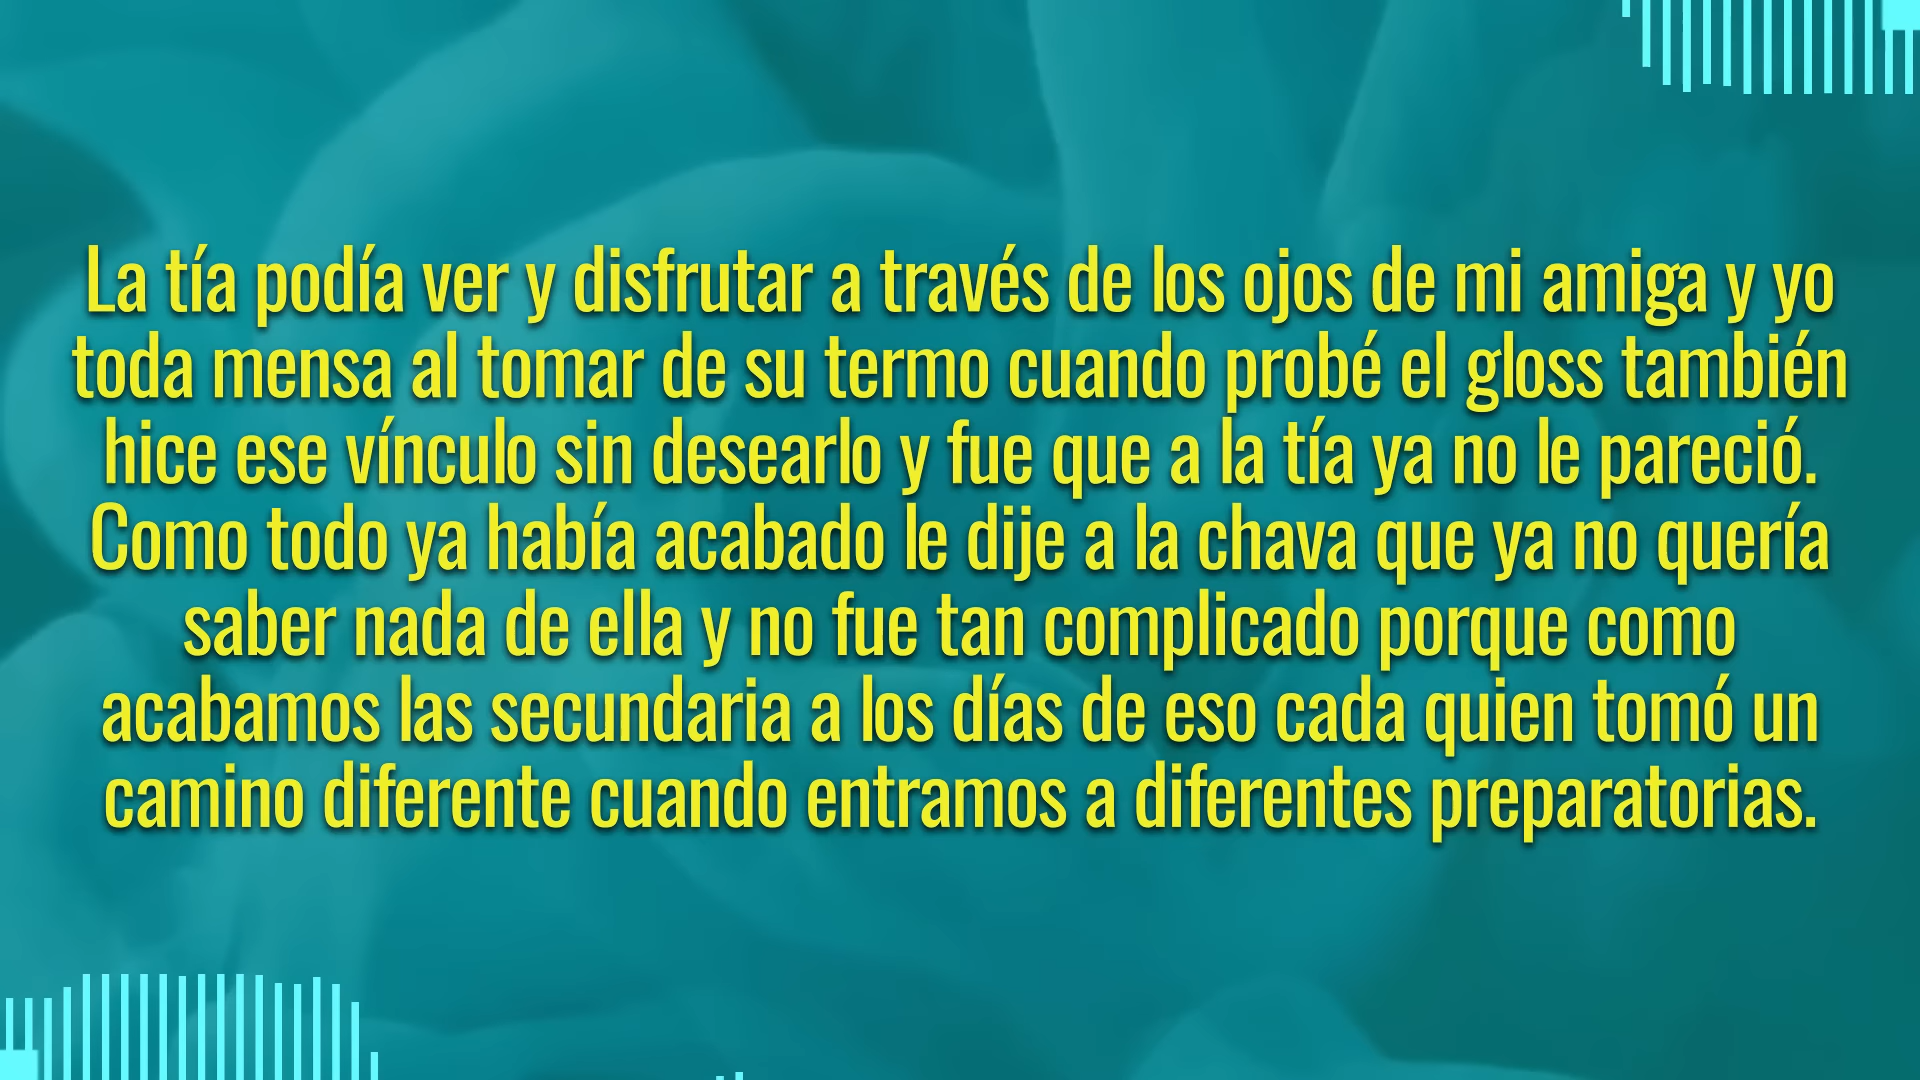 La tía podía ver y disfrutar a través de los ojos de mi amiga y yo
toda mensa al tomar de su termo cuando probé el gloss también
hice ese vínculo sin desearlo y fue que a la tía ya no le pareció.
Como todo ya había acabado le dije a la chava que ya no quería
saber nada de ella y no fue tan complicado porque como
acabamos las secundaria a los días de eso cada quien tomó un
camino diferente cuando entramos a diferentes preparatorias.